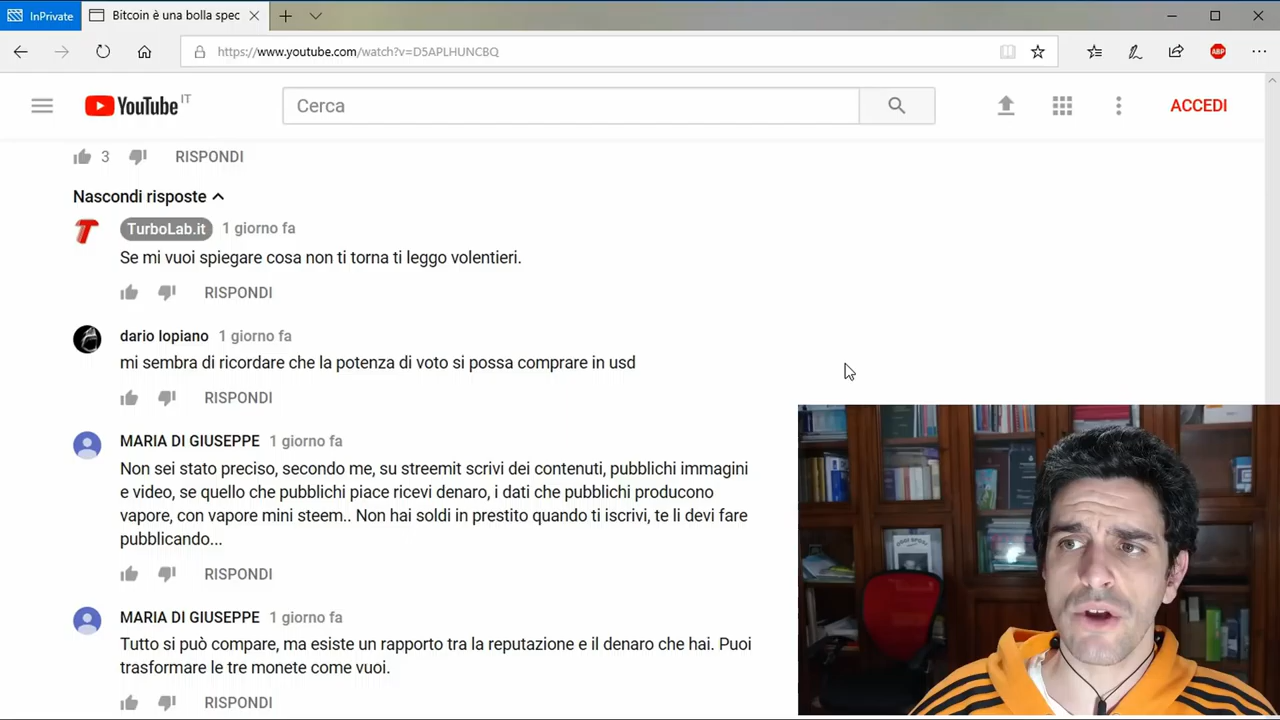 InPrivate
Bitcoin è una bolla spec
https://www.youtube.com/watch?v=D5APLHUNCBQ
ABP
YouTube IT
Cerca
ACCEDI
3 RISPONDI
Nascondi risposte
T
TurboLab.it 1 giorno fa
Se mi vuoi spiegare cosa non ti torna ti leggo volentieri.
RISPONDI
dario lopiano 1 giorno fa
mi sembra di ricordare che la potenza di voto si possa comprare in usd
RISPONDI
MARIA DI GIUSEPPE 1 giorno fa
Non sei stato preciso, secondo me, su streemit scrivi dei contenuti, pubblichi immagini
e video, se quello che pubblichi piace ricevi denaro, i dati che pubblichi producono
vapore, con vapore mini steem.. Non hai soldi in prestito quando ti iscrivi, te li devi fare
pubblicando...
RISPONDI
MARIA DI GIUSEPPE 1 giorno fa
Tutto si può compare, ma esiste un rapporto tra la reputazione e il denaro che hai. Puoi
trasformare le tre monete come vuoi.
RISPONDI